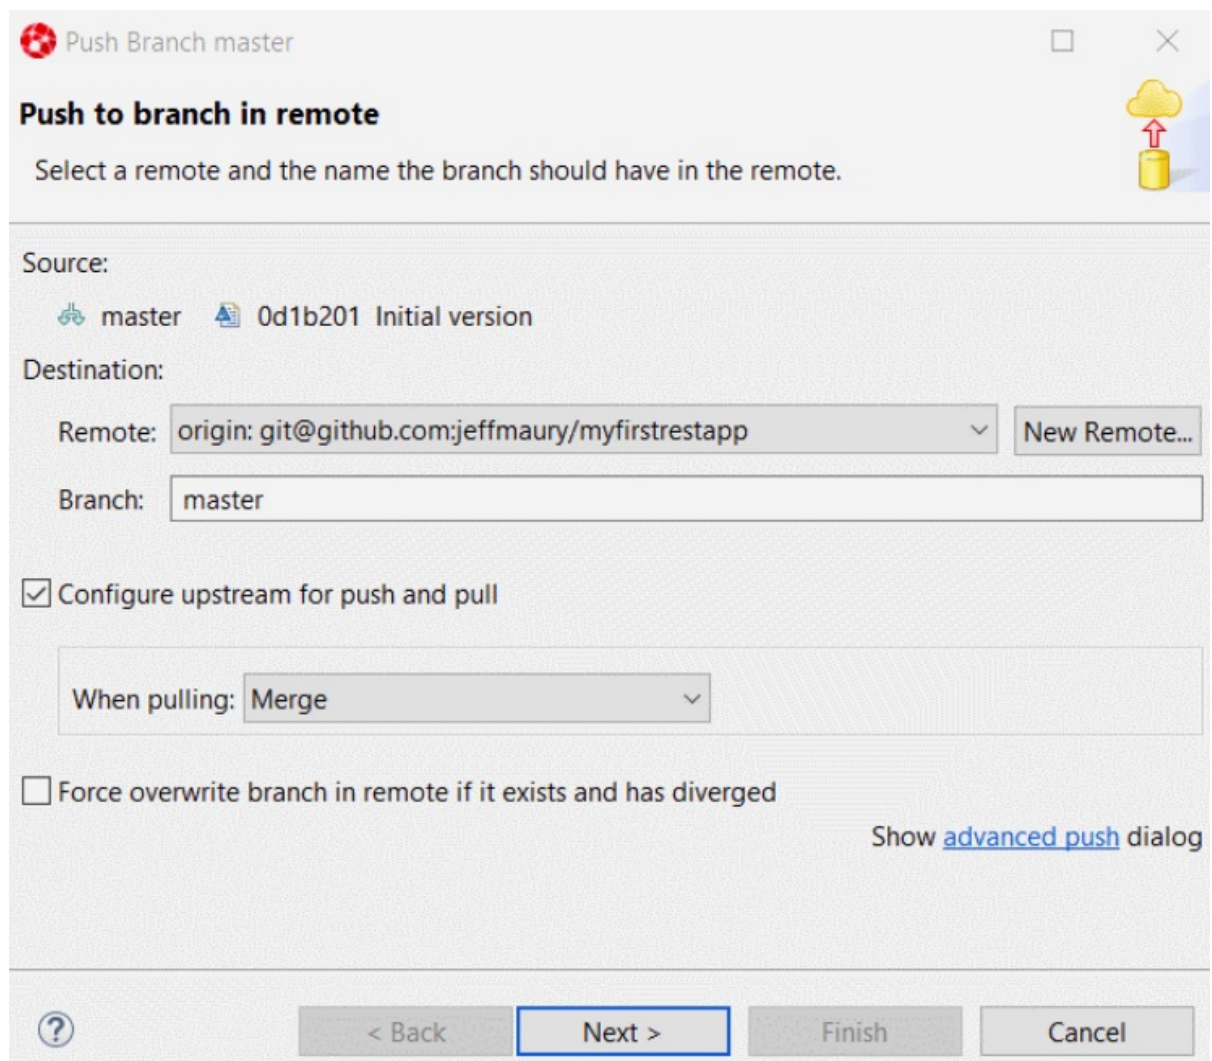 Push Branch master
Push to branch in remote
Select a remote and the name the branch should have in the remote.
Source:
master 0d1b201 Initial version
Destination:
Remote: origin: git@github.com:jeffmaury/myfirstrestapp New Remote...
Branch: master
Configure upstream for push and pull
When pulling: Merge
Force overwrite branch in remote if it exists and has diverged
Show advanced push dialog
< Back Next > Finish Cancel